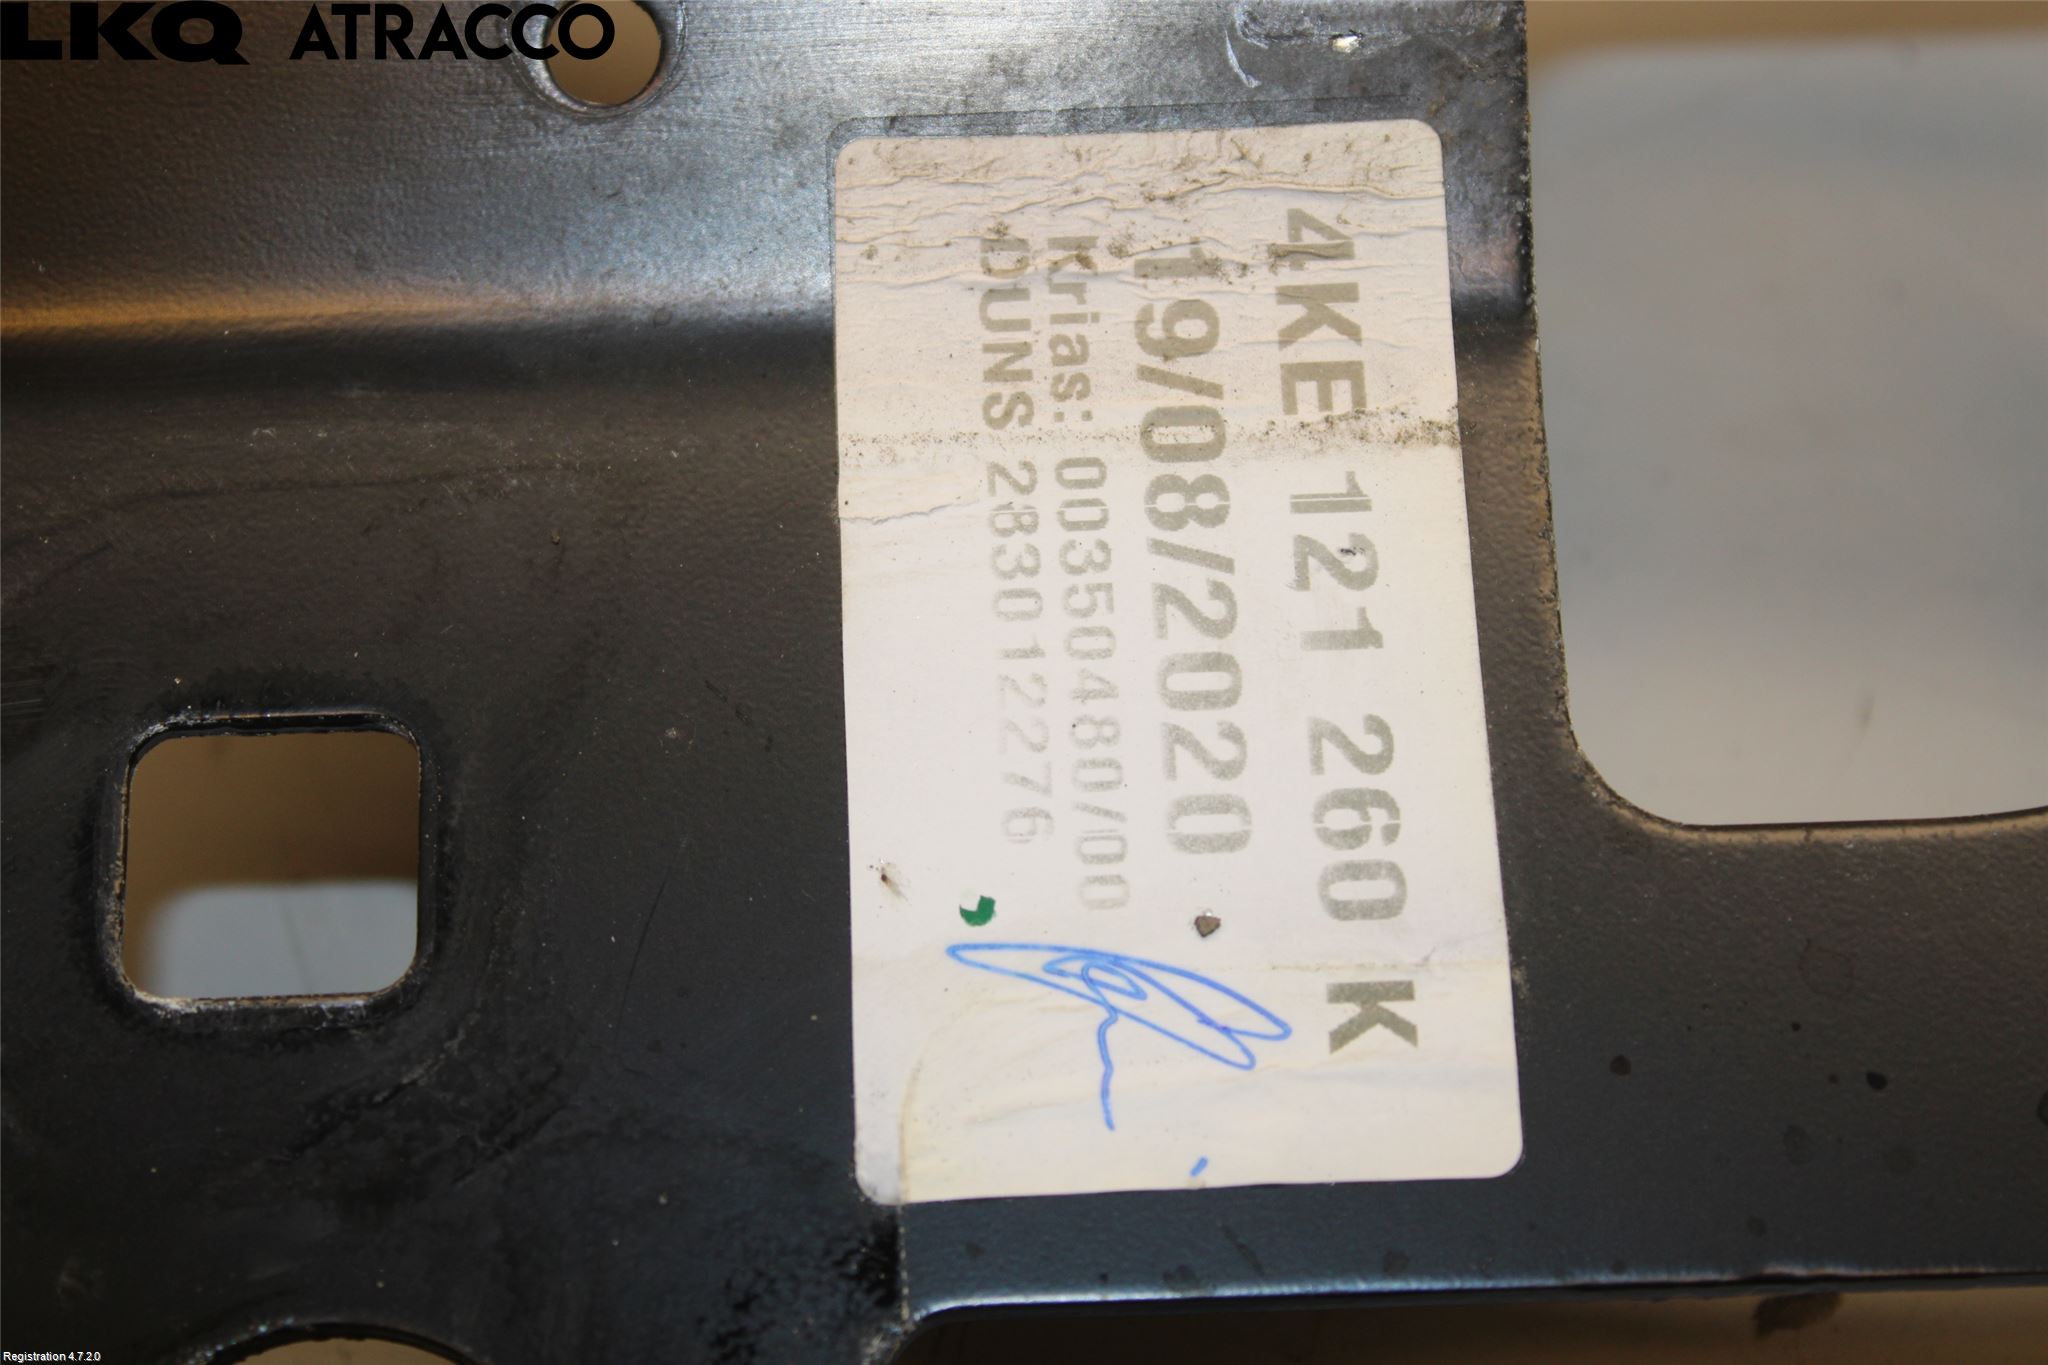 LKQ ATRACCO
4KE 121 260 K
19/08/2020
Krias: 00350480/00
DUNS 283012276
Registration 4.7.2.0